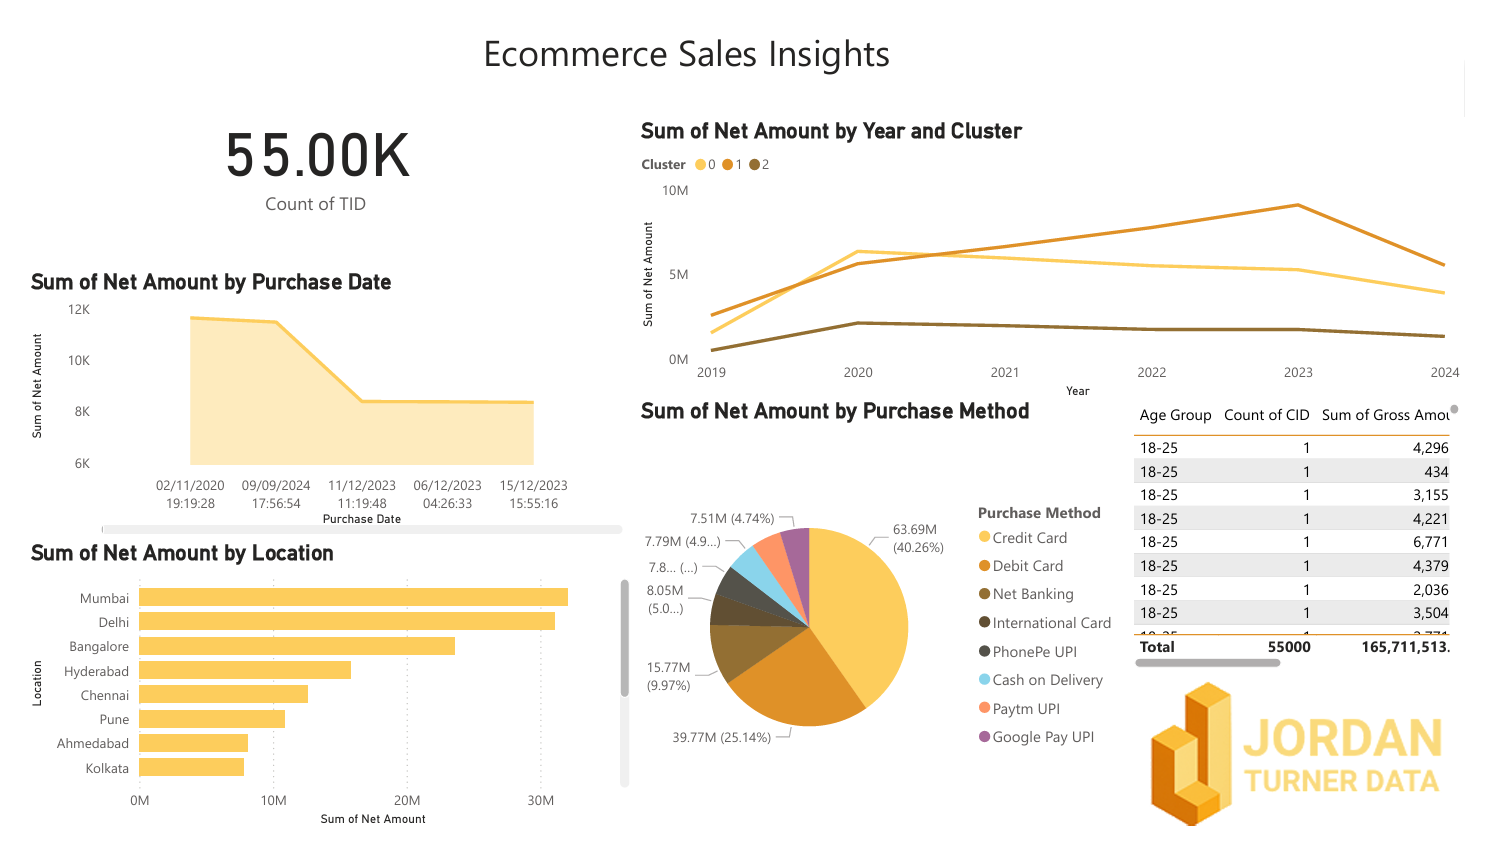 Ecommerce Sales Insights
55.00K
Count of TID
Sum of Net Amount by Purchase Date
Sum of Net Amount
12K
10K
8K
6K
02/11/2020 09/09/2024 11/12/2023 06/12/2023 15/12/2023
19:19:28 17:56:54 11:19:48 04:26:33 15:55:16
Purchase Date
Sum of Net Amount by Location
Location
Mumbai
Delhi
Bangalore
Hyderabad
Chennai
Pune
Ahmedabad
Kolkata
0M 10M 20M 30M
Sum of Net Amount
Sum of Net Amount by Year and Cluster
Cluster 0 1 2
Sum of Net Amount
10M
5M
0M
2019 2020 2021 2022 2023 2024
Year
Sum of Net Amount by Purchase Method
7.51M (4.74%)
7.79M (4.9...)
7.8... (...)
8.05M
(5.0...)
15.77M
(9.97%)
39.77M (25.14%)
63.69M
(40.26%)
Purchase Method
Credit Card
Debit Card
Net Banking
International Card
PhonePe UPI
Cash on Delivery
Paytm UPI
Google Pay UPI
Age Group Count of CID Sum of Gross Amou
18-25 1 4,296
18-25 1 434
18-25 1 3,155
18-25 1 4,221
18-25 1 6,771
18-25 1 4,379
18-25 1 2,036
18-25 1 3,504
Total 55000 165,711,513.
JORDAN
TURNER DATA